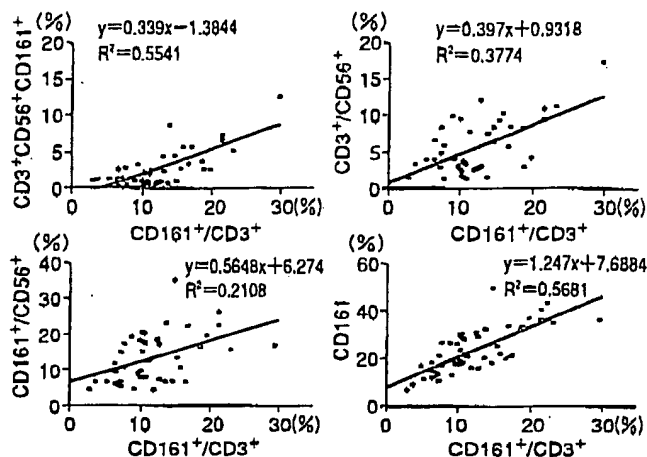 (%)
y=0.339x-1.3844
R²=0.5541
CD3⁺CD56⁺CD161⁺
20
15
10
5
0
0 10 20 30(%)
CD161⁺/CD3⁺
(%)
y=0.397x+0.9318
R²=0.3774
CD3⁺/CD56⁺
20
15
10
5
0
0 10 20 30(%)
CD161⁺/CD3⁺
(%)
y=0.5648x+6.274
R²=0.2108
CD161⁺/CD56⁺
40
30
20
10
0
0 10 20 30(%)
CD161⁺/CD3⁺
(%)
y=1.247x+7.6884
R²=0.5681
CD161
60
40
20
0
0 10 20 30(%)
CD161⁺/CD3⁺